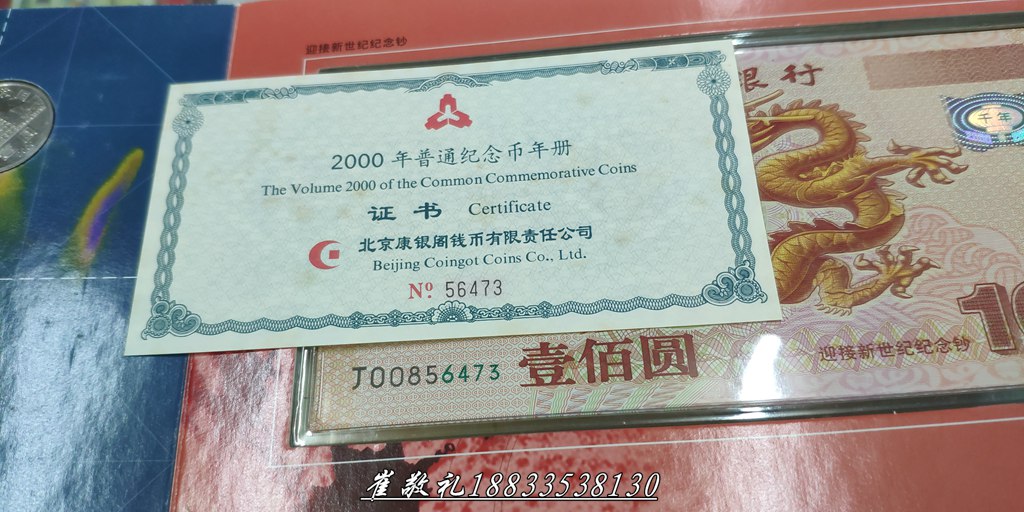 迎接新世纪纪念钞
银行
千年
2000 年普通纪念币年册
The Volume 2000 of the Common Commemorative Coins
证书 Certificate
北京康银阁钱币有限责任公司
Beijing Coingot Coins Co., Ltd.
Nº 56473
J00856473
壹佰圆
迎接新世纪纪念钞
崔敬礼18833538130